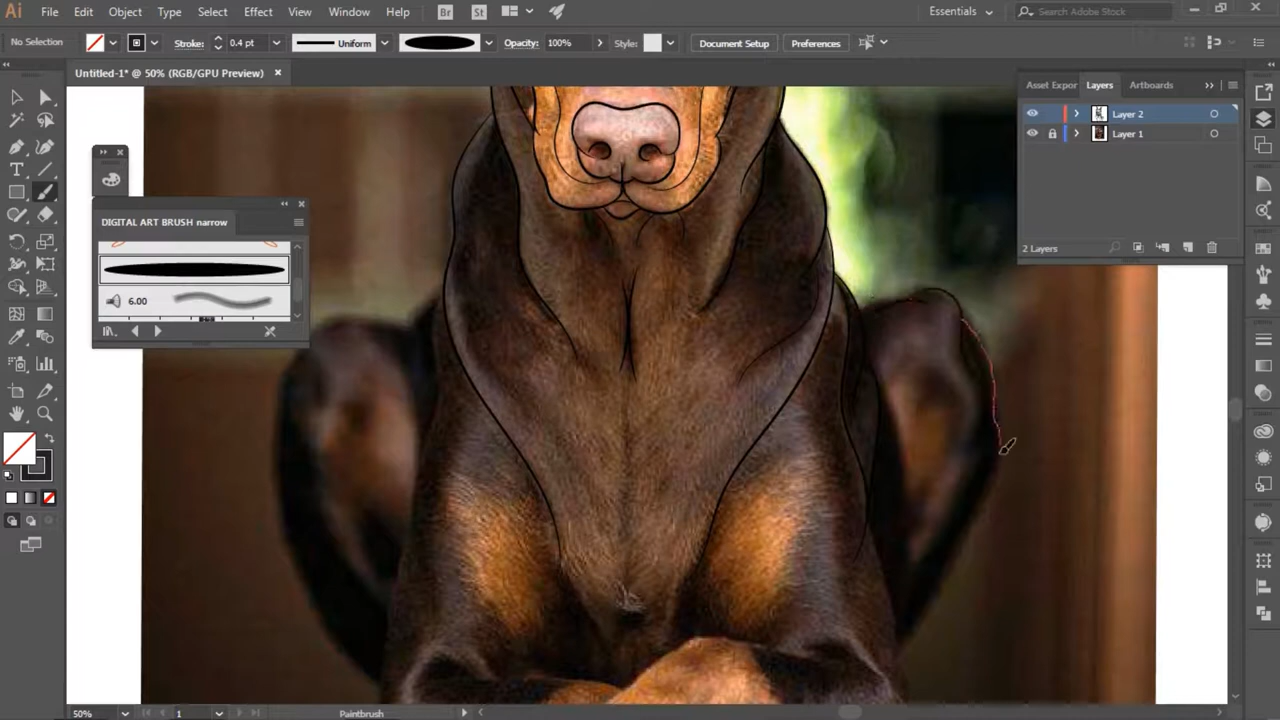 Ai File Edit Object Type Select Effect View Window Help Br St Essentials Search Adobe Stock
No Selection Stroke: 0.4 pt Uniform Opacity: 100% Style: Document Setup Preferences
Untitled-1* @ 50% (RGB/GPU Preview)
Asset Expor Layers Artboards
Layer 2
Layer 1
2 Layers
DIGITAL ART BRUSH narrow
6.00
50% 1 Paintbrush